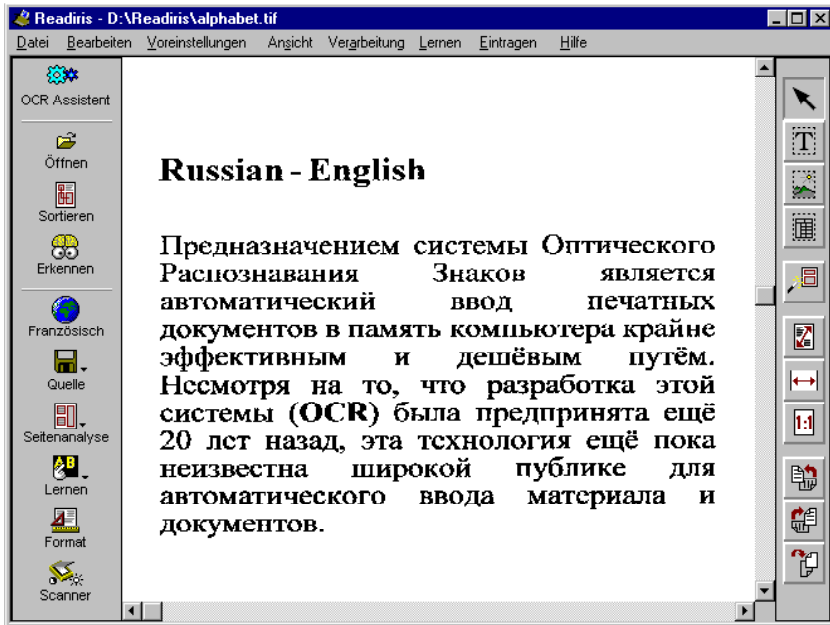 Readiris - D:\Readiris\alphabet.tif
Datei Bearbeiten Voreinstellungen Ansicht Verarbeitung Lernen Eintragen Hilfe
OCR Assistent
Öffnen
Sortieren
Erkennen
Französisch
Quelle
Seitenanalyse
Lernen
Format
Scanner
Russian - English
Предназначением системы Оптического
Распознавания Знаков является
автоматический ввод печатных
документов в память компьютера крайне
эффективным и дешёвым путём.
Несмотря на то, что разработка этой
системы (OCR) была предпринята ещё
20 лет назад, эта технология ещё пока
неизвестна широкой публике для
автоматического ввода материала и
документов.
T
1:1